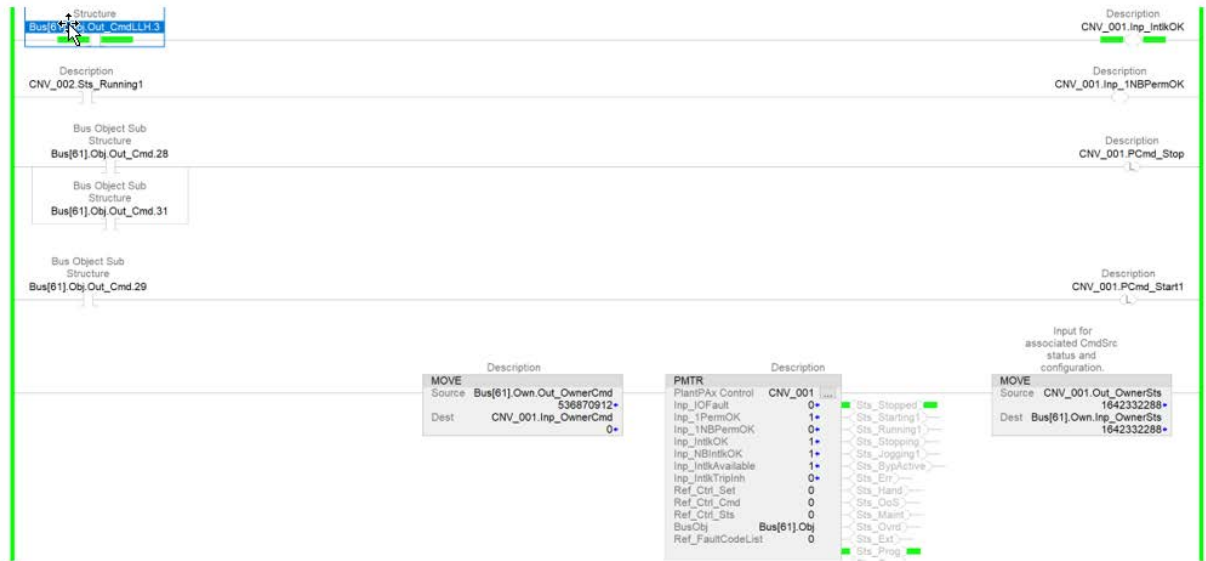 Structure
Bus[61].Obj.Out_CmdLLH.3
Description
CNV_001.Inp_IntlkOK
Description
CNV_002.Sts_Running1
Description
CNV_001.Inp_1NBPermOK
Bus Object Sub
Structure
Bus[61].Obj.Out_Cmd.28
Description
CNV_001.PCmd_Stop
L
Bus Object Sub
Structure
Bus[61].Obj.Out_Cmd.31
Bus Object Sub
Structure
Bus[61].Obj.Out_Cmd.29
Description
CNV_001.PCmd_Start1
L
Description
MOVE
Source Bus[61].Own.Out_OwnerCmd
536870912
Dest CNV_001.Inp_OwnerCmd
0
Description
PMTR
PlantPAx Control CNV_001 ...
Inp_IOFault 0
Inp_1PermOK 1
Inp_1NBPermOK 0
Inp_IntlkOK 1
Inp_NBIntlkOK 1
Inp_IntlkAvailable 1
Inp_IntlkTripInh 0
Ref_Ctrl_Set 0
Ref_Ctrl_Cmd 0
Ref_Ctrl_Sts 0
BusObj Bus[61].Obj
Ref_FaultCodeList 0
Sts_Stopped
Sts_Starting1
Sts_Running1
Sts_Stopping
Sts_Jogging1
Sts_BypActive
Sts_Err
Sts_Hand
Sts_OoS
Sts_Maint
Sts_Ovrd
Sts_Ext
Sts_Prog
Input for
associated CmdSrc
status and
configuration.
MOVE
Source CNV_001.Out_OwnerSts
1642332288
Dest Bus[61].Own.Inp_OwnerSts
1642332288